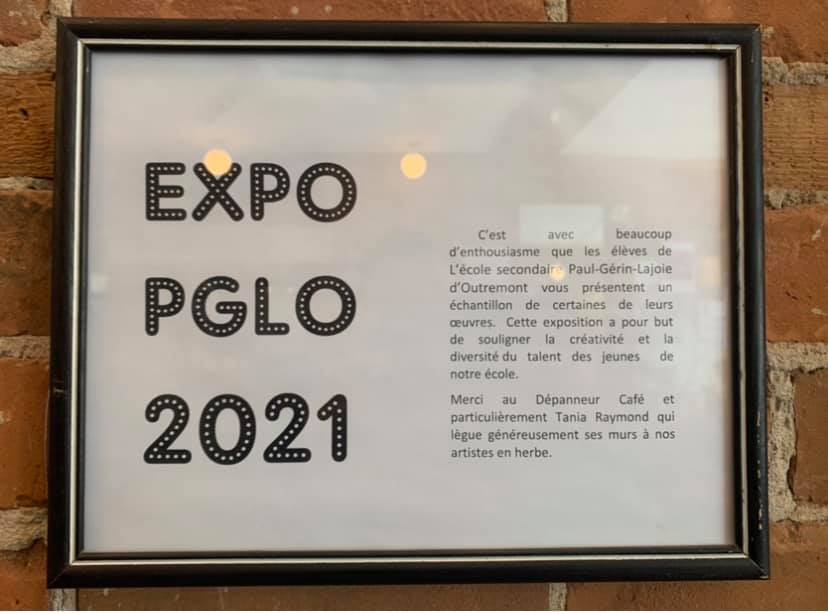 EXPO
PGLO
2021
C'est avec beaucoup
d'enthousiasme que les élèves de
L'école secondaire Paul-Gérin-Lajoie
d'Outremont vous présentent un
échantillon de certaines de leurs
œuvres. Cette exposition a pour but
de souligner la créativité et la
diversité du talent des jeunes de
notre école.
Merci au Dépanneur Café et
particulièrement Tania Raymond qui
lègue généreusement ses murs à nos
artistes en herbe.